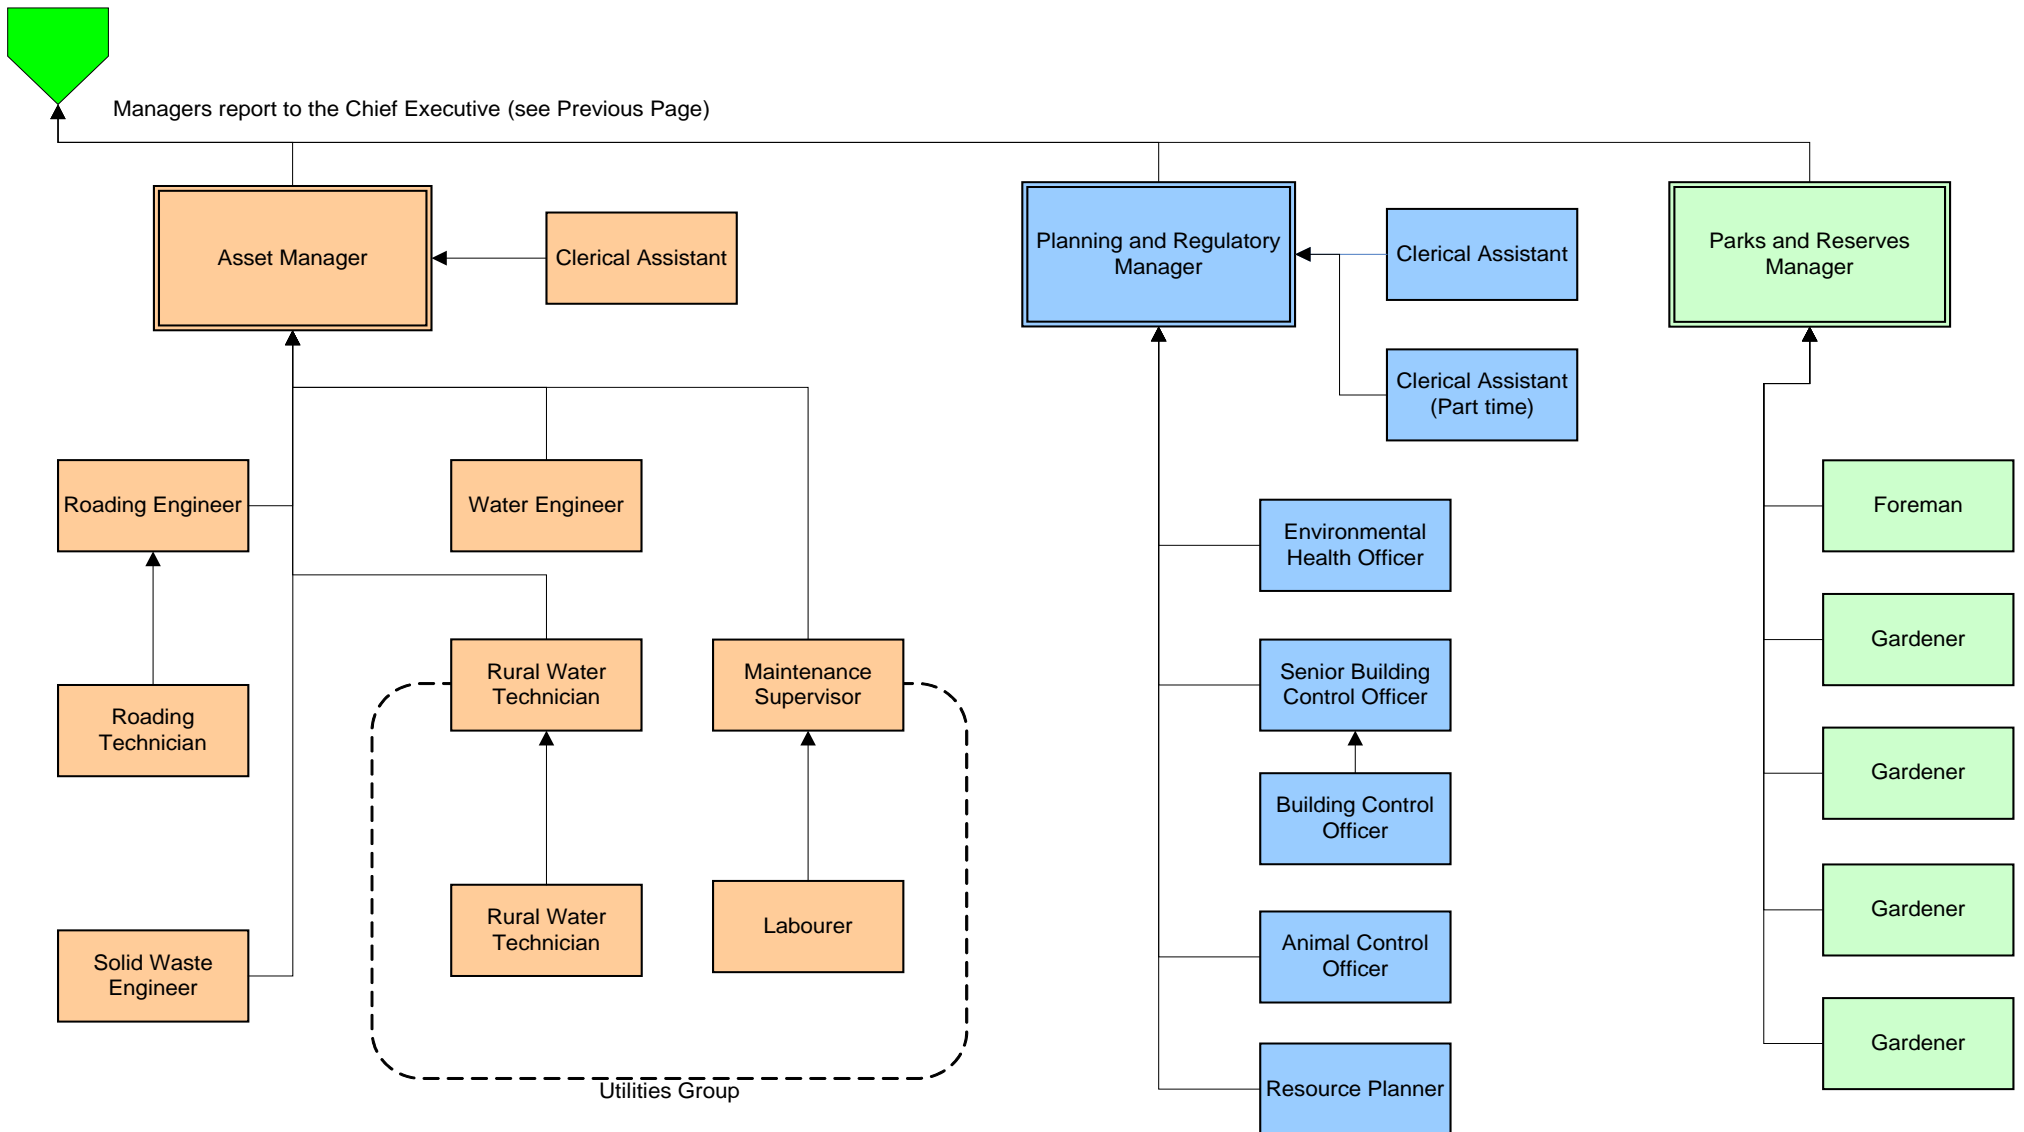 Managers report to the Chief Executive (see Previous Page)
Asset Manager
Clerical Assistant
Planning and Regulatory
Manager
Clerical Assistant
Parks and Reserves
Manager
Clerical Assistant
(Part time)
Roading Engineer
Water Engineer
Environmental
Health Officer
Foreman
Rural Water
Technician
Maintenance
Supervisor
Senior Building
Control Officer
Gardener
Roading
Technician
Building Control
Officer
Gardener
Rural Water
Technician
Labourer
Animal Control
Officer
Gardener
Solid Waste
Engineer
Utilities Group
Resource Planner
Gardener